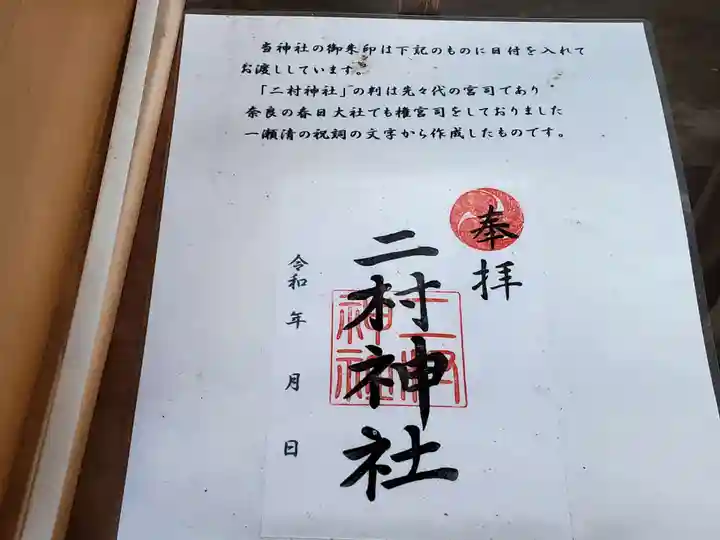 当神社の御朱印は下記のものに日付を入れて
お渡ししています。
「二村神社」の判は先々代の宮司であり
奈良の春日大社でも権宮司をしておりました
一瀬清の祝詞の文字から作成したものです。
奉拝
二村神社
二村神社
令和 年 月 日